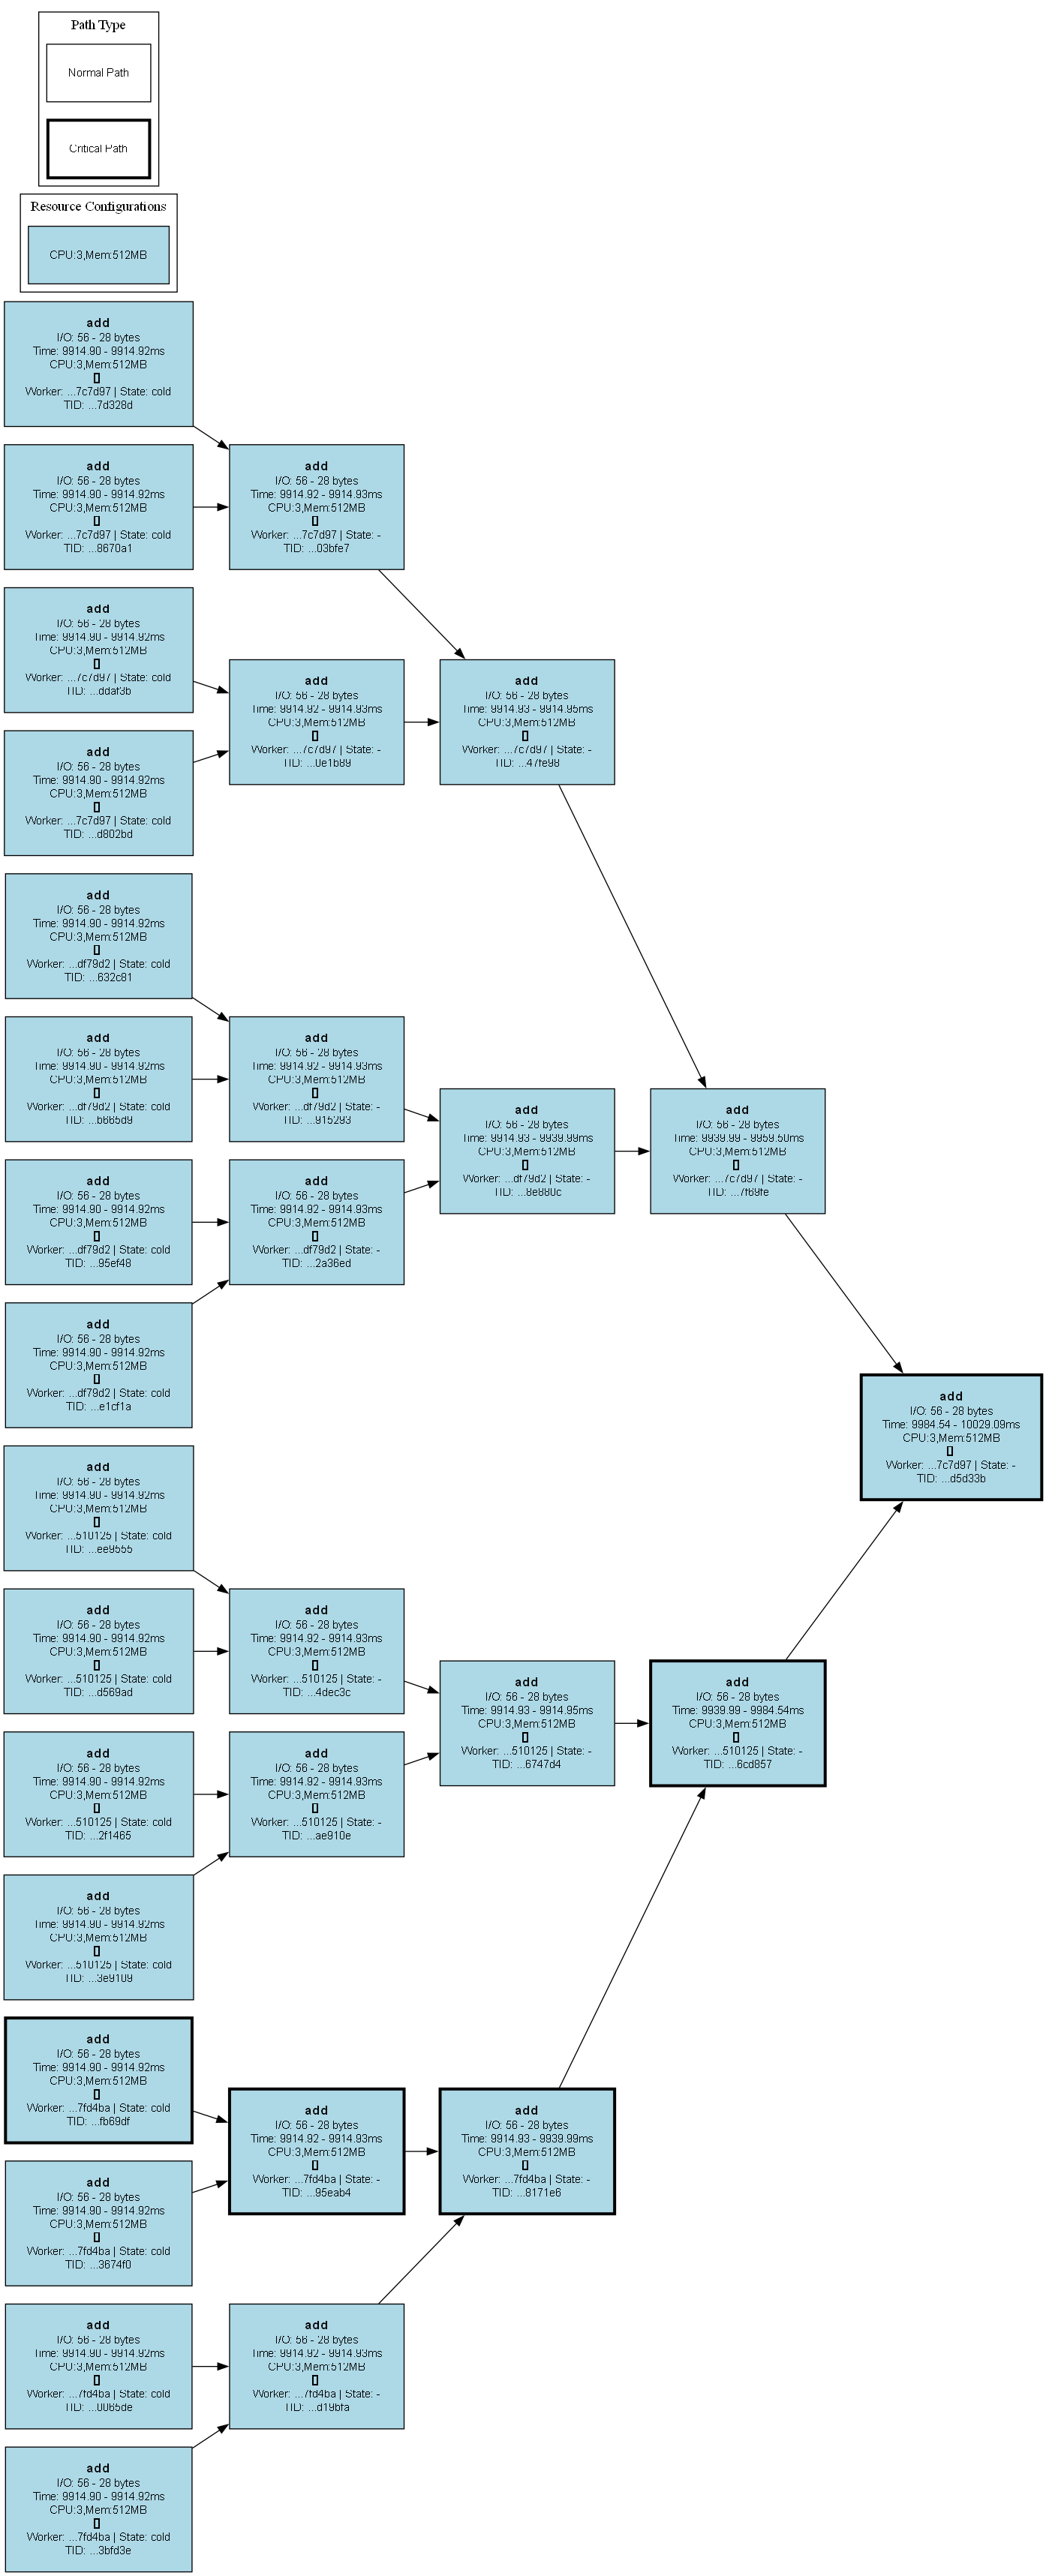 Path Type
Normal Path
Critical Path
Resource Configurations
CPU:3,Mem:512MB
add
I/O: 56 - 28 bytes
Time: 9914.90 - 9914.92ms
CPU:3,Mem:512MB
[]
Worker: ...7c7d97 | State: cold
TID: ...7d328d
add
I/O: 56 - 28 bytes
Time: 9914.90 - 9914.92ms
CPU:3,Mem:512MB
[]
Worker: ...7c7d97 | State: cold
TID: ...8670a1
add
I/O: 56 - 28 bytes
Time: 9914.92 - 9914.93ms
CPU:3,Mem:512MB
[]
Worker: ...7c7d97 | State: -
TID: ...03bfe7
add
I/O: 56 - 28 bytes
Time: 9914.90 - 9914.92ms
CPU:3,Mem:512MB
[]
Worker: ...7c7d97 | State: cold
TID: ...ddaf3b
add
I/O: 56 - 28 bytes
Time: 9914.92 - 9914.93ms
CPU:3,Mem:512MB
[]
Worker: ...7c7d97 | State: -
TID: ...0e1b89
add
I/O: 56 - 28 bytes
Time: 9914.93 - 9914.95ms
CPU:3,Mem:512MB
[]
Worker: ...7c7d97 | State: -
TID: ...47fe98
add
I/O: 56 - 28 bytes
Time: 9914.90 - 9914.92ms
CPU:3,Mem:512MB
[]
Worker: ...7c7d97 | State: cold
TID: ...d802bd
add
I/O: 56 - 28 bytes
Time: 9914.90 - 9914.92ms
CPU:3,Mem:512MB
[]
Worker: ...df79d2 | State: cold
TID: ...632c81
add
I/O: 56 - 28 bytes
Time: 9914.90 - 9914.92ms
CPU:3,Mem:512MB
[]
Worker: ...df79d2 | State: cold
TID: ...b665d9
add
I/O: 56 - 28 bytes
Time: 9914.92 - 9914.93ms
CPU:3,Mem:512MB
[]
Worker: ...df79d2 | State: -
TID: ...915293
add
I/O: 56 - 28 bytes
Time: 9914.93 - 9939.99ms
CPU:3,Mem:512MB
[]
Worker: ...df79d2 | State: -
TID: ...8e880c
add
I/O: 56 - 28 bytes
Time: 9939.99 - 9959.50ms
CPU:3,Mem:512MB
[]
Worker: ...7c7d97 | State: -
TID: ...7f69fe
add
I/O: 56 - 28 bytes
Time: 9914.90 - 9914.92ms
CPU:3,Mem:512MB
[]
Worker: ...df79d2 | State: cold
TID: ...95ef48
add
I/O: 56 - 28 bytes
Time: 9914.92 - 9914.93ms
CPU:3,Mem:512MB
[]
Worker: ...df79d2 | State: -
TID: ...2a36ed
add
I/O: 56 - 28 bytes
Time: 9914.90 - 9914.92ms
CPU:3,Mem:512MB
[]
Worker: ...df79d2 | State: cold
TID: ...e1cf1a
add
I/O: 56 - 28 bytes
Time: 9984.54 - 10029.09ms
CPU:3,Mem:512MB
[]
Worker: ...7c7d97 | State: -
TID: ...d5d33b
add
I/O: 56 - 28 bytes
Time: 9914.90 - 9914.92ms
CPU:3,Mem:512MB
[]
Worker: ...510125 | State: cold
TID: ...ee9555
add
I/O: 56 - 28 bytes
Time: 9914.90 - 9914.92ms
CPU:3,Mem:512MB
[]
Worker: ...510125 | State: cold
TID: ...d569ad
add
I/O: 56 - 28 bytes
Time: 9914.92 - 9914.93ms
CPU:3,Mem:512MB
[]
Worker: ...510125 | State: -
TID: ...4dec3c
add
I/O: 56 - 28 bytes
Time: 9914.93 - 9914.95ms
CPU:3,Mem:512MB
[]
Worker: ...510125 | State: -
TID: ...6747d4
add
I/O: 56 - 28 bytes
Time: 9939.99 - 9984.54ms
CPU:3,Mem:512MB
[]
Worker: ...510125 | State: -
TID: ...6cd857
add
I/O: 56 - 28 bytes
Time: 9914.90 - 9914.92ms
CPU:3,Mem:512MB
[]
Worker: ...510125 | State: cold
TID: ...2f1465
add
I/O: 56 - 28 bytes
Time: 9914.92 - 9914.93ms
CPU:3,Mem:512MB
[]
Worker: ...510125 | State: -
TID: ...ae910e
add
I/O: 56 - 28 bytes
Time: 9914.90 - 9914.92ms
CPU:3,Mem:512MB
[]
Worker: ...510125 | State: cold
TID: ...3e9109
add
I/O: 56 - 28 bytes
Time: 9914.90 - 9914.92ms
CPU:3,Mem:512MB
[]
Worker: ...7fd4ba | State: cold
TID: ...fb69df
add
I/O: 56 - 28 bytes
Time: 9914.92 - 9914.93ms
CPU:3,Mem:512MB
[]
Worker: ...7fd4ba | State: -
TID: ...95eab4
add
I/O: 56 - 28 bytes
Time: 9914.93 - 9939.99ms
CPU:3,Mem:512MB
[]
Worker: ...7fd4ba | State: -
TID: ...8171e6
add
I/O: 56 - 28 bytes
Time: 9914.90 - 9914.92ms
CPU:3,Mem:512MB
[]
Worker: ...7fd4ba | State: cold
TID: ...3674f0
add
I/O: 56 - 28 bytes
Time: 9914.90 - 9914.92ms
CPU:3,Mem:512MB
[]
Worker: ...7fd4ba | State: cold
TID: ...0065de
add
I/O: 56 - 28 bytes
Time: 9914.92 - 9914.93ms
CPU:3,Mem:512MB
[]
Worker: ...7fd4ba | State: -
TID: ...d19bfa
add
I/O: 56 - 28 bytes
Time: 9914.90 - 9914.92ms
CPU:3,Mem:512MB
[]
Worker: ...7fd4ba | State: cold
TID: ...3bfd3e